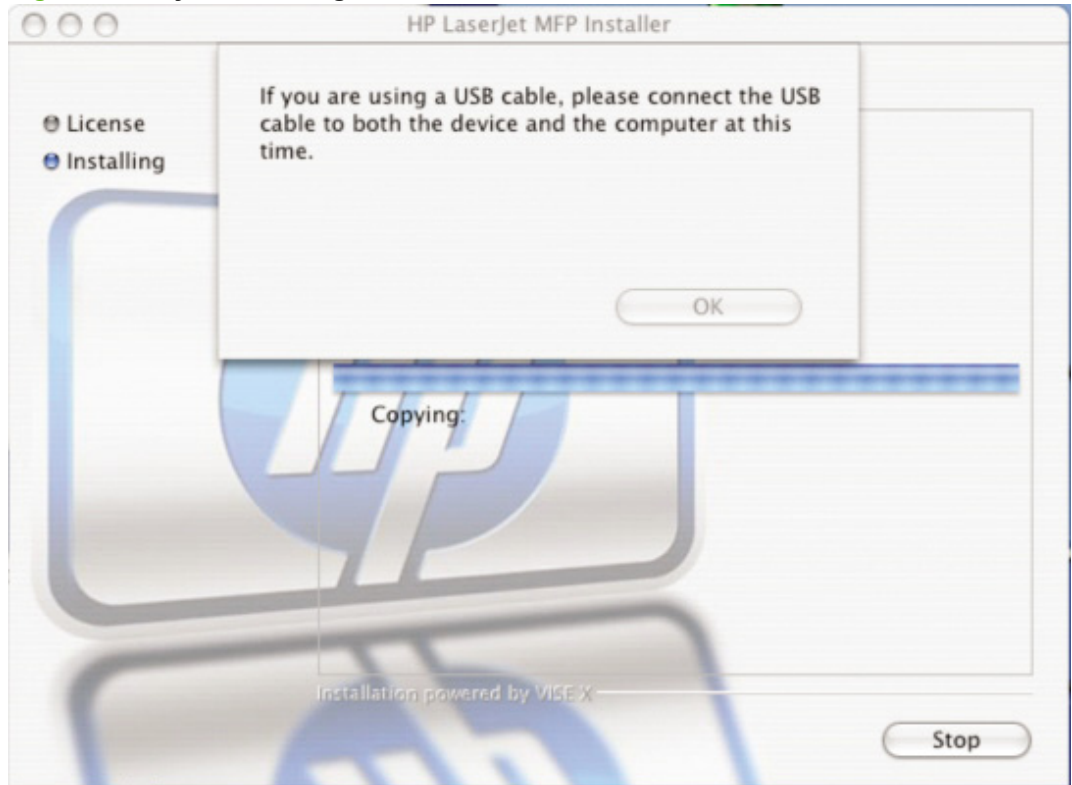 HP LaserJet MFP Installer
If you are using a USB cable, please connect the USB
cable to both the device and the computer at this
time.
License
Installing
OK
hp
Copying:
Installation powered by VISE X
Stop